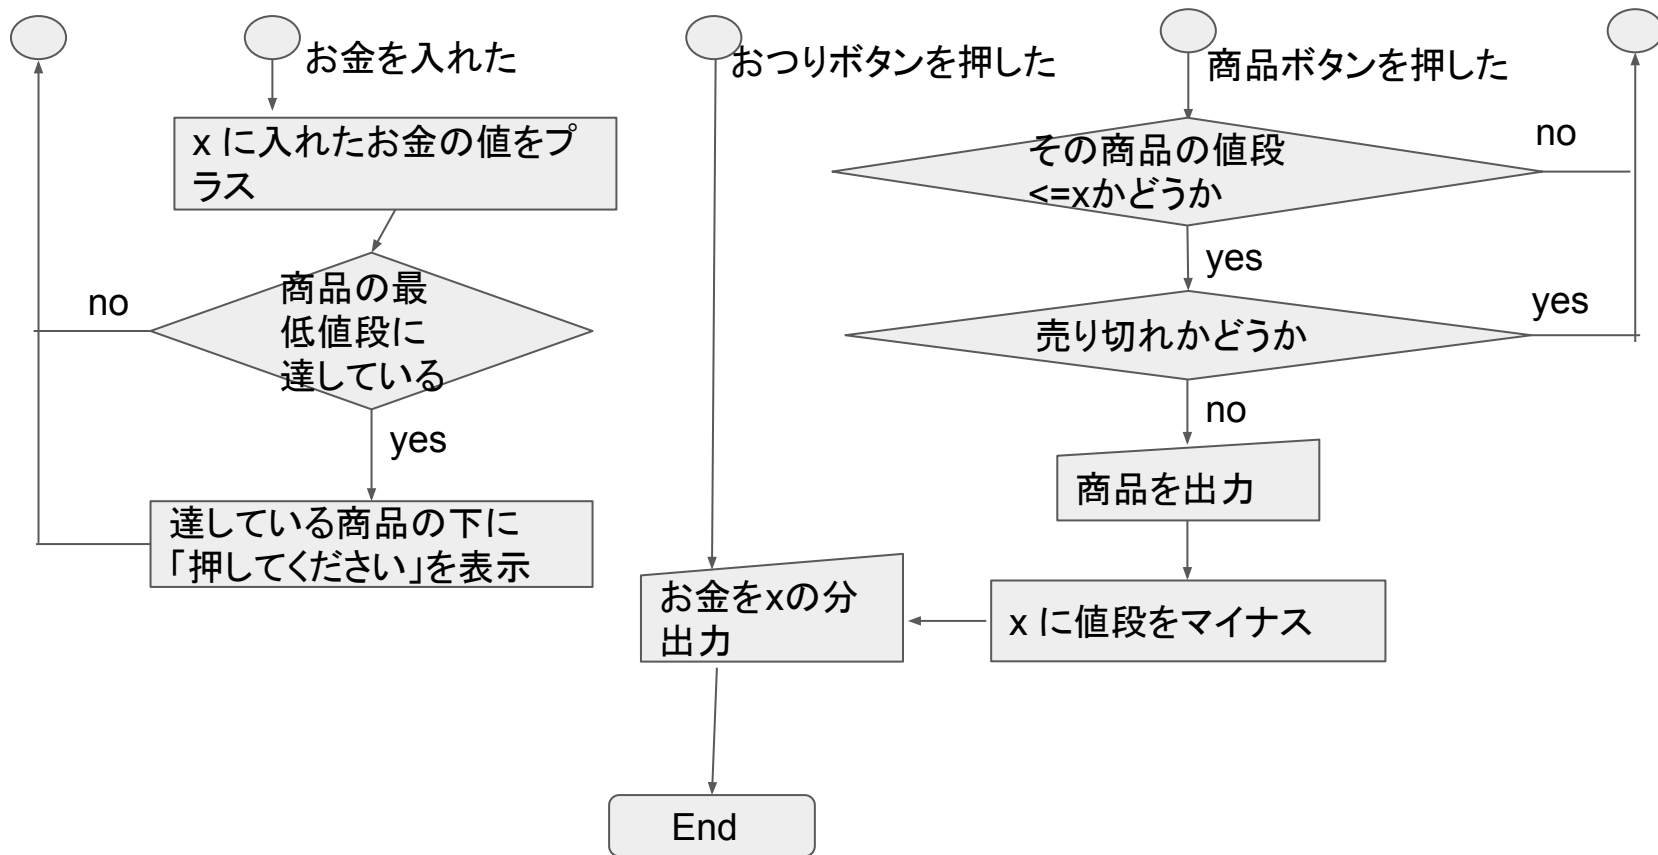 お金を入れた
おつりボタンを押した
商品ボタンを押した
x に入れたお金の値をプ
ラス
その商品の値段
<=xかどうか
no
yes
商品の最
低値段に
達している
no
yes
売り切れかどうか
yes
no
達している商品の下に
「押してください」を表示
商品を出力
お金をxの分
出力
x に値段をマイナス
End